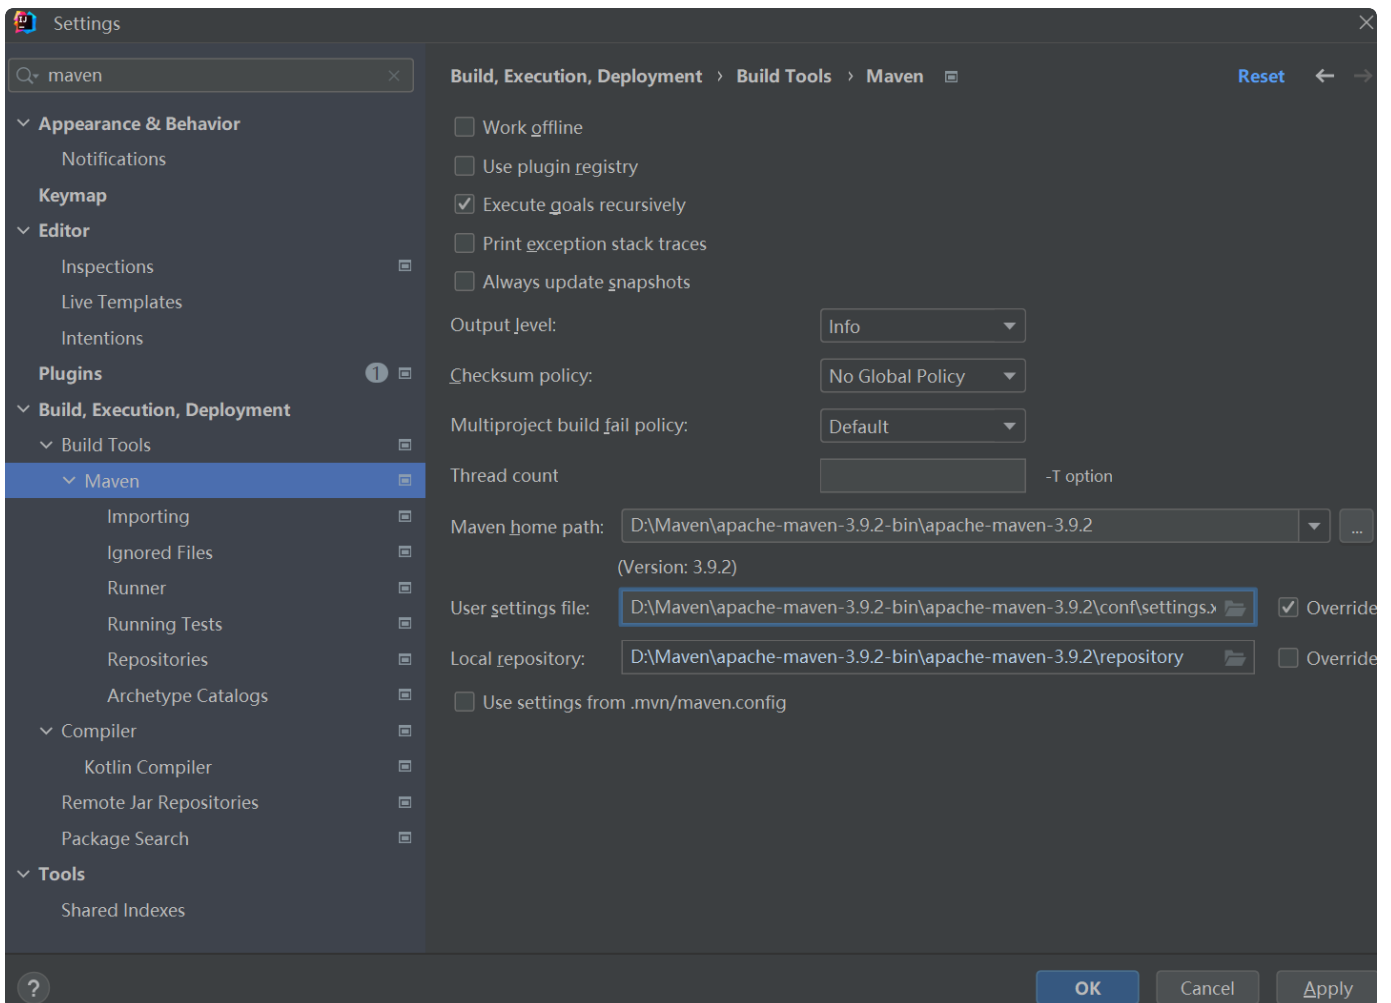 Settings
maven
Appearance & Behavior
Notifications
Keymap
Editor
Inspections
Live Templates
Intentions
Plugins 1
Build, Execution, Deployment
Build Tools
Maven
Importing
Ignored Files
Runner
Running Tests
Repositories
Archetype Catalogs
Compiler
Kotlin Compiler
Remote Jar Repositories
Package Search
Tools
Shared Indexes
Build, Execution, Deployment › Build Tools › Maven Reset
Work offline
Use plugin registry
Execute goals recursively
Print exception stack traces
Always update snapshots
Output level: Info
Checksum policy: No Global Policy
Multiproject build fail policy: Default
Thread count -T option
Maven home path: D:\Maven\apache-maven-3.9.2-bin\apache-maven-3.9.2 ...
(Version: 3.9.2)
User settings file: D:\Maven\apache-maven-3.9.2-bin\apache-maven-3.9.2\conf\settings.x Override
Local repository: D:\Maven\apache-maven-3.9.2-bin\apache-maven-3.9.2\repository Override
Use settings from .mvn/maven.config
? OK Cancel Apply